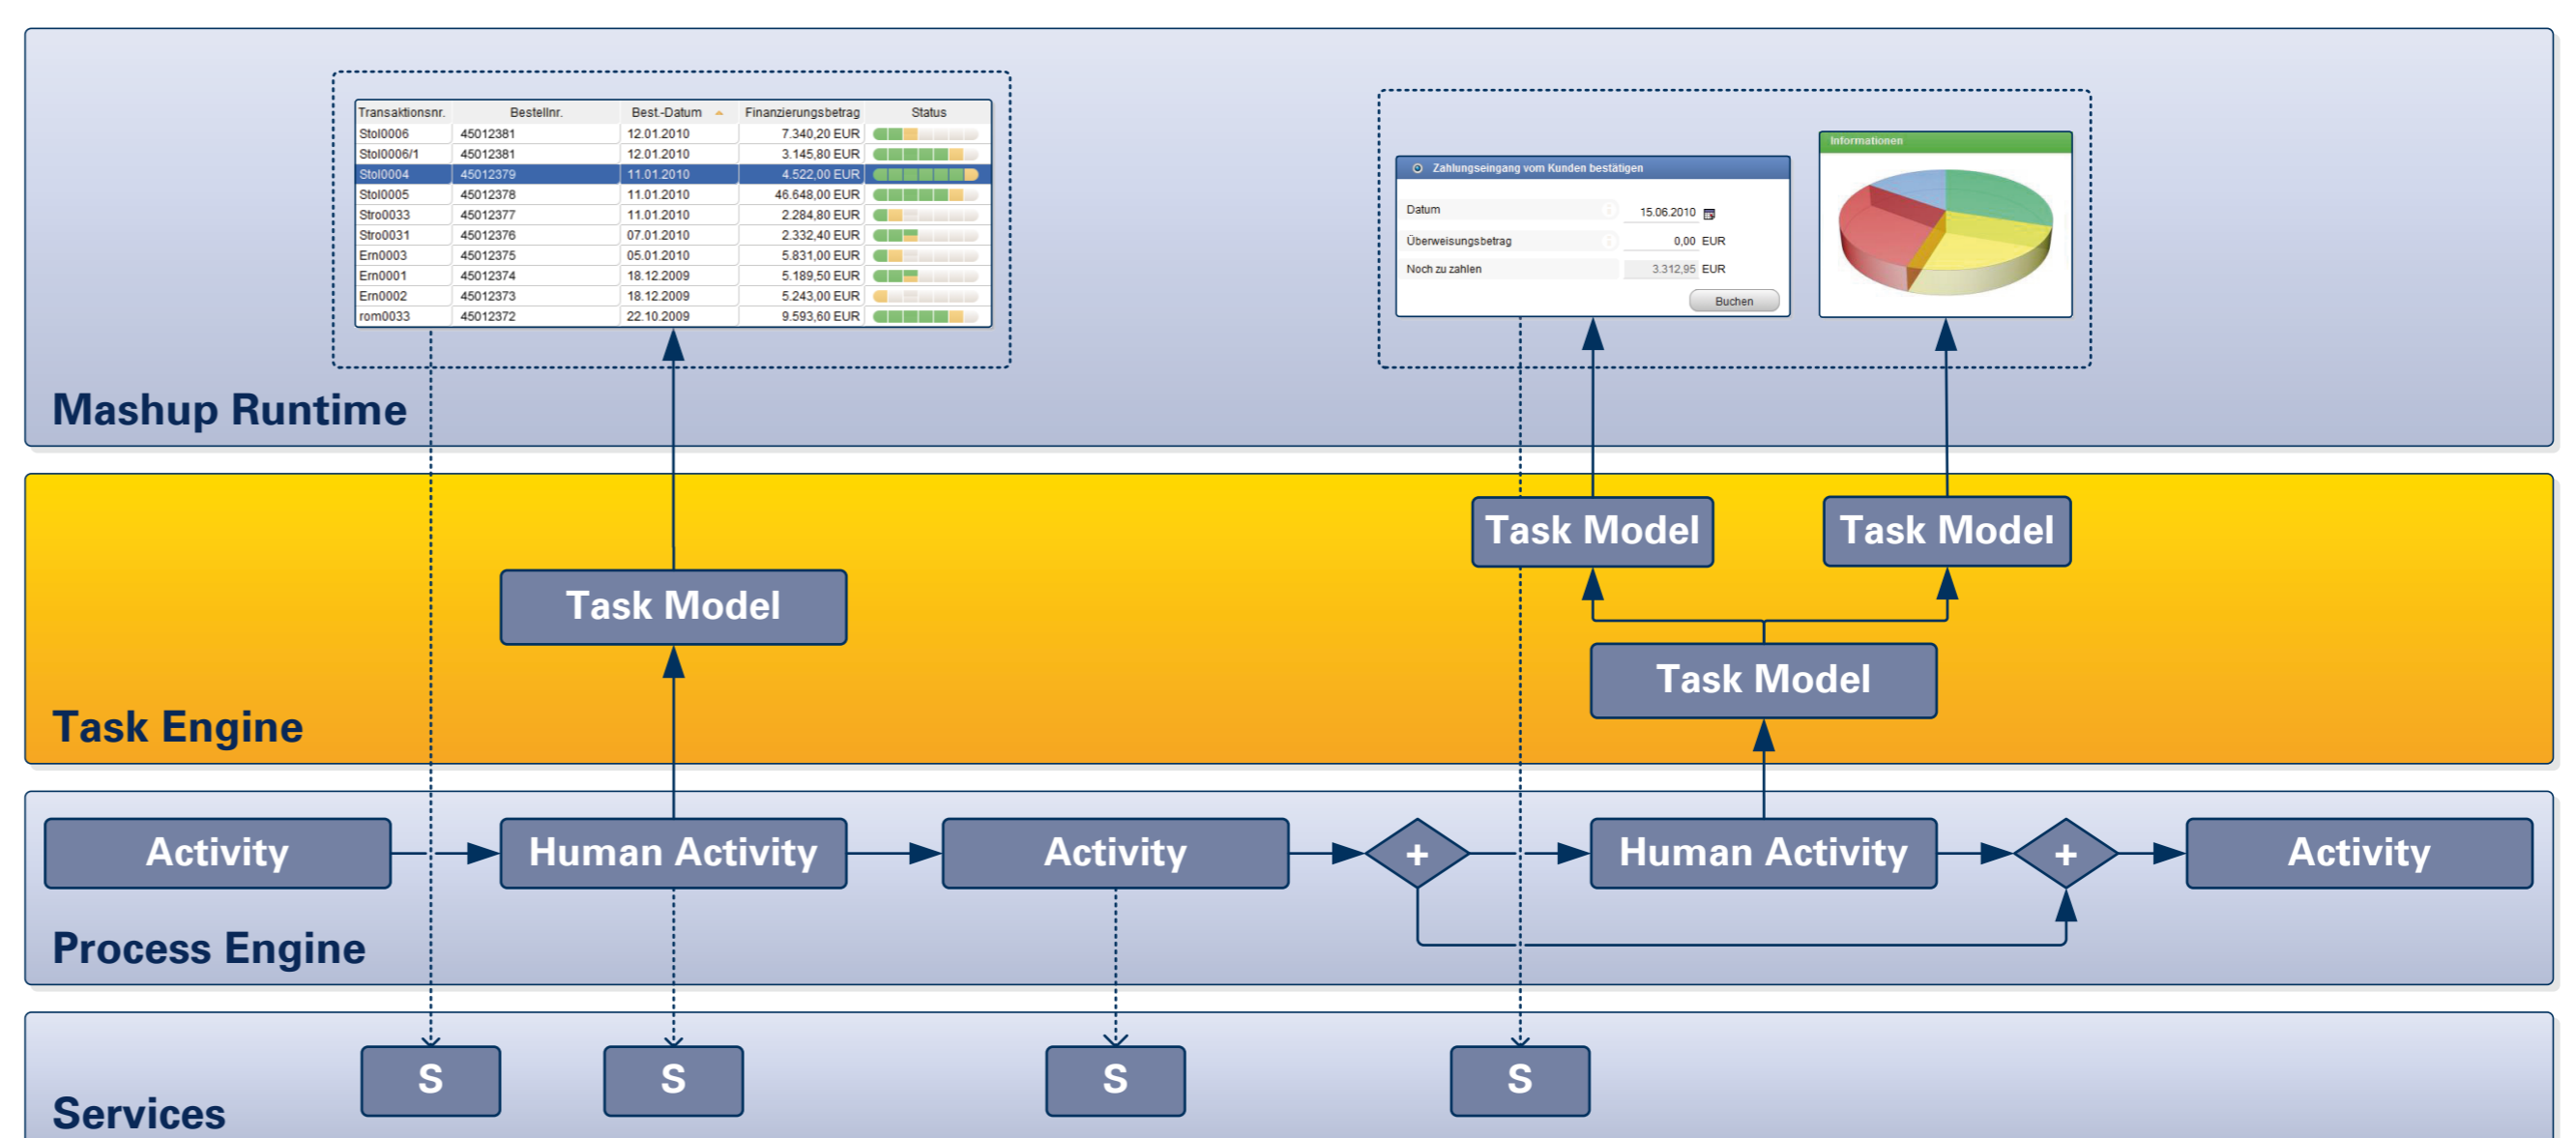 Transaktionsnr. Bestellnr. Best.-Datum Finanzierungsbetrag Status
Stol0006 45012381 12.01.2010 7.340,20 EUR
Stol0006/1 45012381 12.01.2010 3.145,80 EUR
Stol0004 45012379 11.01.2010 4.522,00 EUR
Stol0005 45012378 11.01.2010 46.648,00 EUR
Stro0033 45012377 11.01.2010 2.284,80 EUR
Stro0031 45012376 07.01.2010 2.332,40 EUR
Ern0003 45012375 05.01.2010 5.831,00 EUR
Ern0001 45012374 18.12.2009 5.189,50 EUR
Ern0002 45012373 18.12.2009 5.243,00 EUR
rom0033 45012372 22.10.2009 9.593,60 EUR
Zahlungseingang vom Kunden bestätigen
Datum 15.06.2010
Überweisungsbetrag 0,00 EUR
Noch zu zahlen 3.312,95 EUR
Buchen
Informationen
Mashup Runtime
Task Model Task Model
Task Model
Task Model
Task Engine
Activity Human Activity Activity + Human Activity + Activity
Process Engine
S S S S
Services